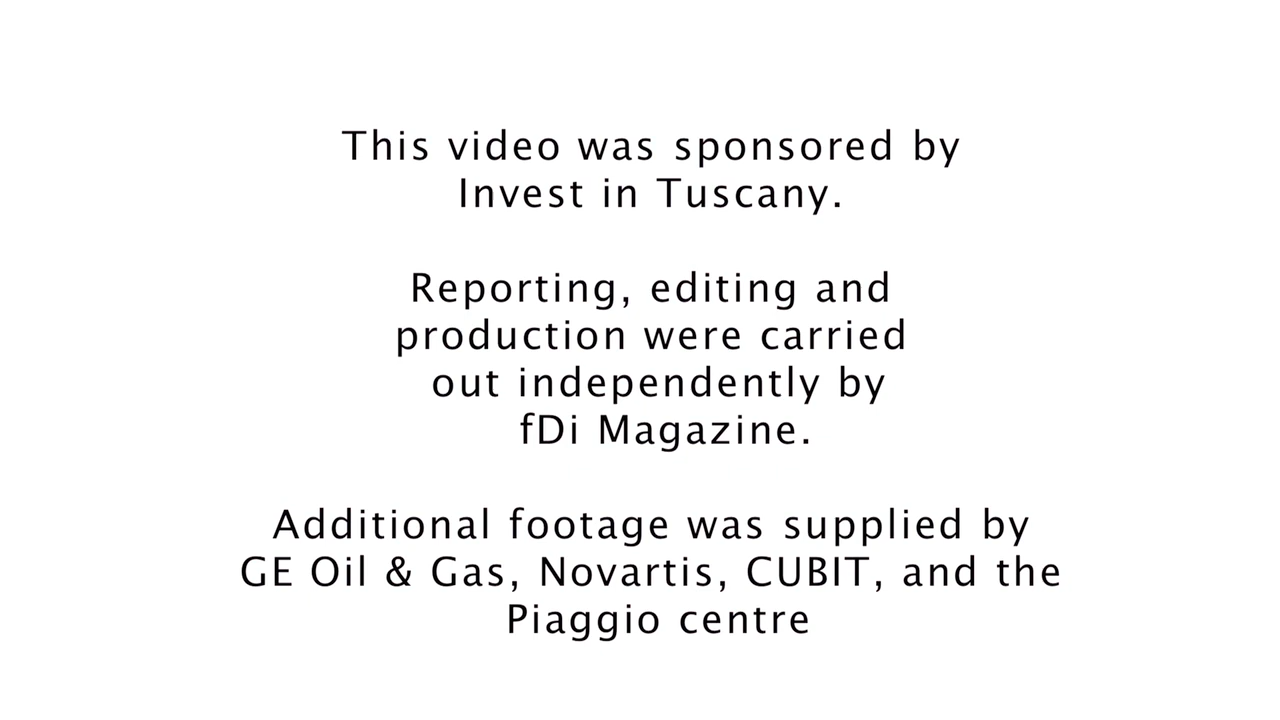 This video was sponsored by
Invest in Tuscany.
Reporting, editing and
production were carried
out independently by
fDi Magazine.
Additional footage was supplied by
GE Oil & Gas, Novartis, CUBIT, and the
Piaggio centre